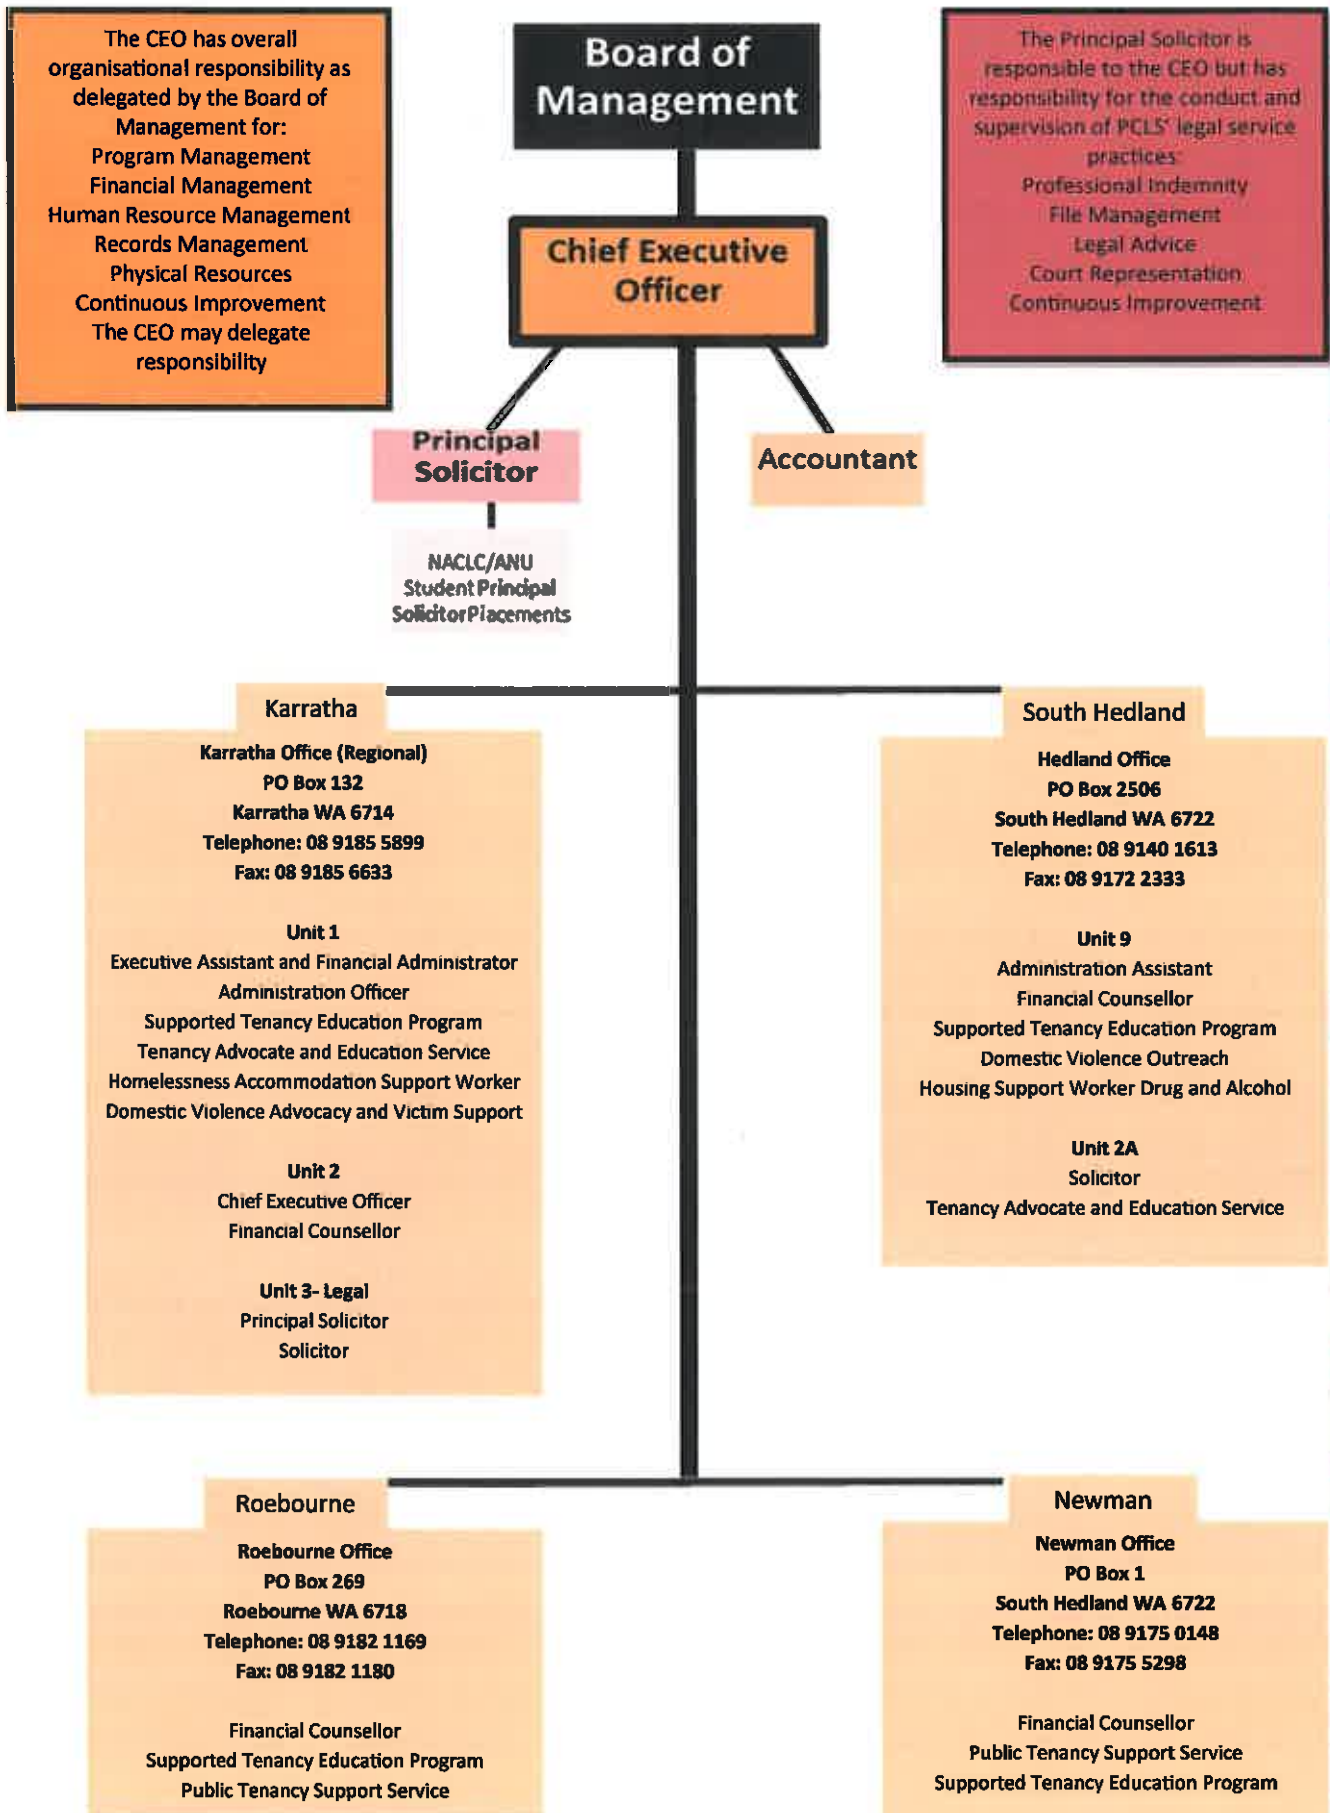 The CEO has overall
organisational responsibility as
delegated by the Board of
Management for:
Program Management
Financial Management
Human Resource Management
Records Management
Physical Resources
Continuous Improvement
The CEO may delegate
responsibility
Board of
Management
The Principal Solicitor is
responsible to the CEO but has
responsibility for the conduct and
supervision of PCLS' legal service
practices:
Professional Indemnity
File Management
Legal Advice
Court Representation
Continuous Improvement
Chief Executive
Officer
Principal
Solicitor
Accountant
NACLC/ANU
Student Principal
Solicitor Placements
Karratha
Karratha Office (Regional)
PO Box 132
Karratha WA 6714
Telephone: 08 9185 5899
Fax: 08 9185 6633
Unit 1
Executive Assistant and Financial Administrator
Administration Officer
Supported Tenancy Education Program
Tenancy Advocate and Education Service
Homelessness Accommodation Support Worker
Domestic Violence Advocacy and Victim Support
Unit 2
Chief Executive Officer
Financial Counsellor
Unit 3- Legal
Principal Solicitor
Solicitor
South Hedland
Hedland Office
PO Box 2506
South Hedland WA 6722
Telephone: 08 9140 1613
Fax: 08 9172 2333
Unit 9
Administration Assistant
Financial Counsellor
Supported Tenancy Education Program
Domestic Violence Outreach
Housing Support Worker Drug and Alcohol
Unit 2A
Solicitor
Tenancy Advocate and Education Service
Roebourne
Roebourne Office
PO Box 269
Roebourne WA 6718
Telephone: 08 9182 1169
Fax: 08 9182 1180
Financial Counsellor
Supported Tenancy Education Program
Public Tenancy Support Service
Newman
Newman Office
PO Box 1
South Hedland WA 6722
Telephone: 08 9175 0148
Fax: 08 9175 5298
Financial Counsellor
Public Tenancy Support Service
Supported Tenancy Education Program